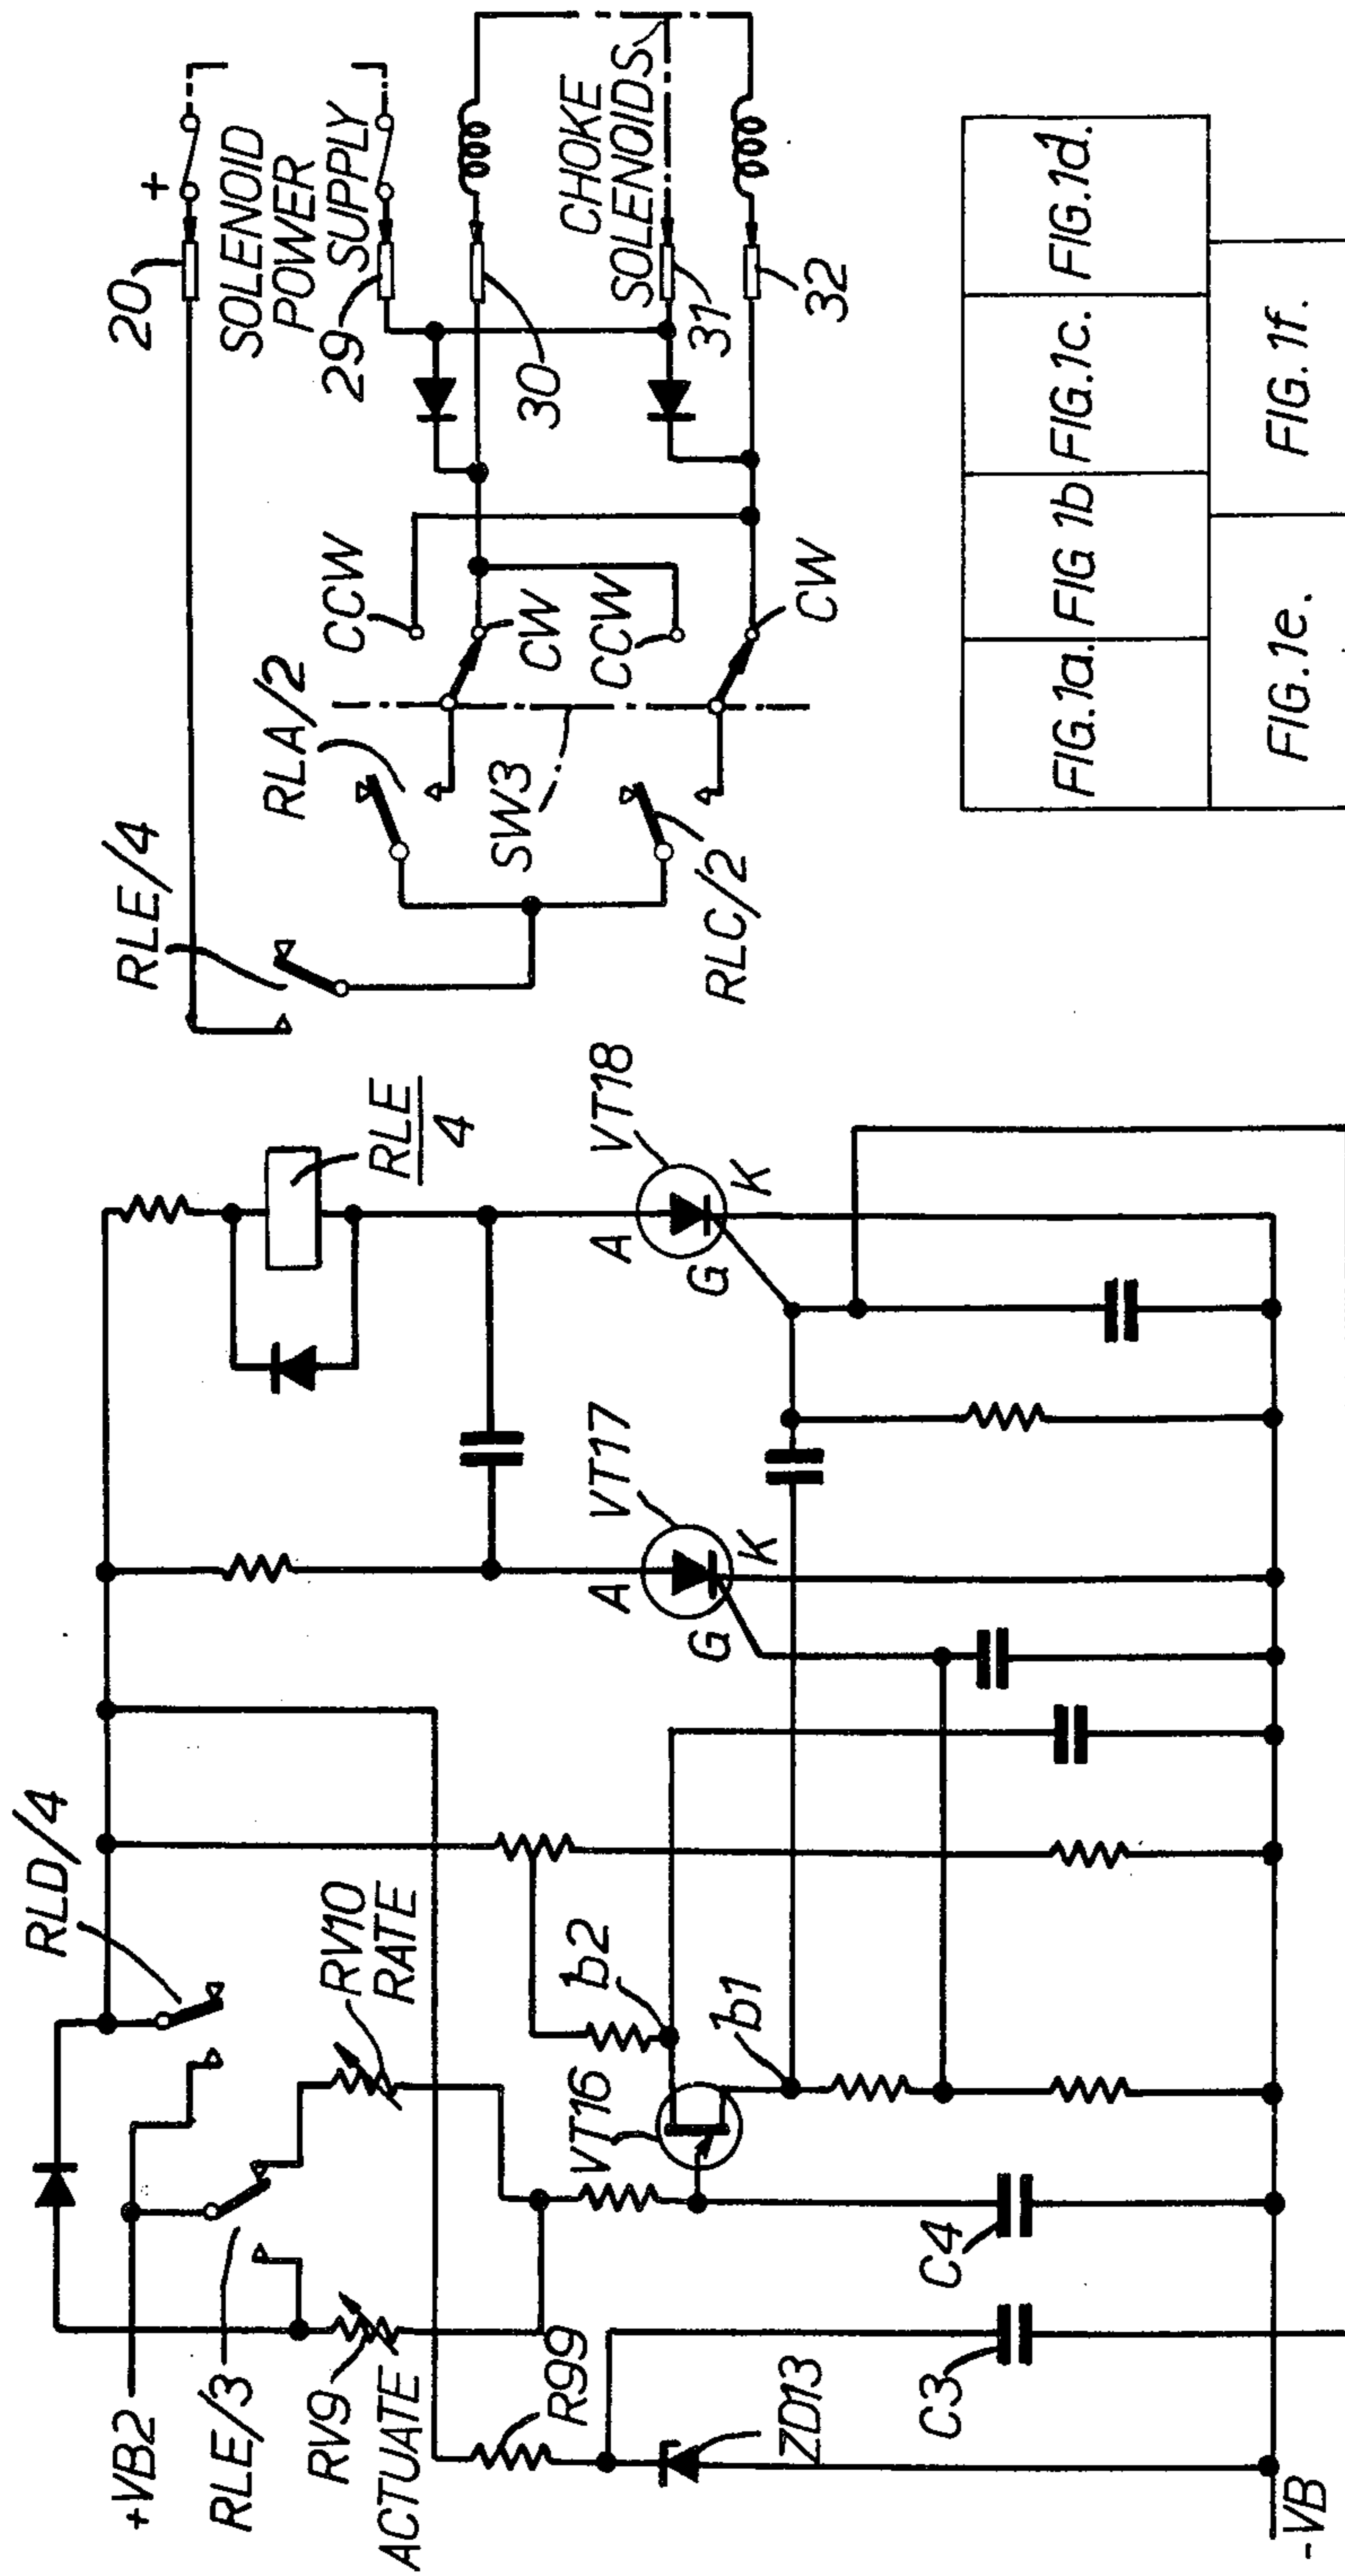 +VB2
RLE/3
RV9
ACTUATE
R99
ZD13
C3
-VB
RLD/4
RV10
RATE
VT16
b2
b1
C4
VT17
A
G
K
RLE
4
VT18
A
G
K
RLE/4
RLA/2
SW3
RLC/2
CCW
CW
CCW
CW
20
+
SOLENOID
POWER
SUPPLY
29
30
CHOKE
SOLENOIDS
31
32
FIG.1a.
FIG 1b
FIG.1c.
FIG.1d.
FIG.1e.
FIG.1f.